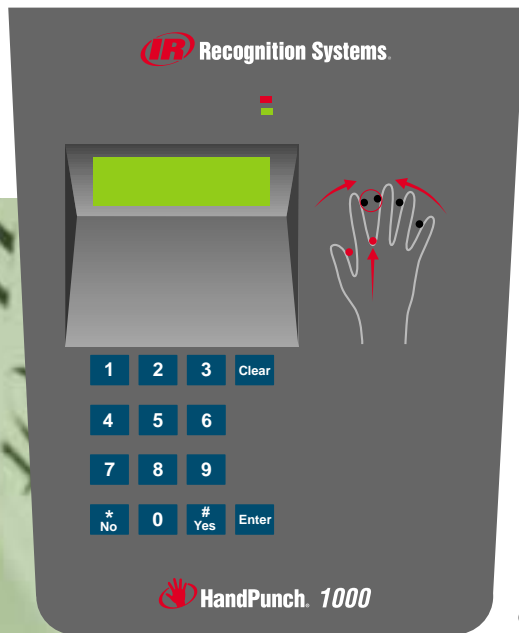 IR Recognition Systems.
1 2 3 Clear
4 5 6
7 8 9
* No 0 # Yes Enter
HandPunch. 1000